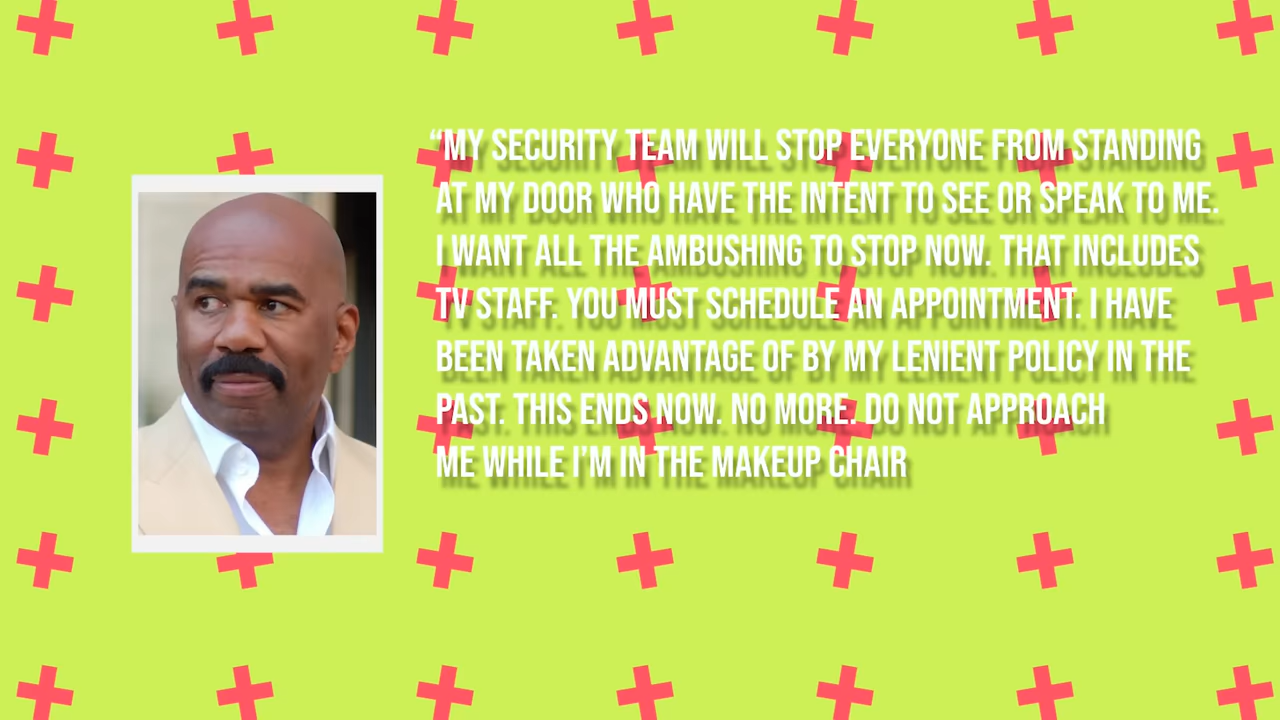 “MY SECURITY TEAM WILL STOP EVERYONE FROM STANDING
AT MY DOOR WHO HAVE THE INTENT TO SEE OR SPEAK TO ME.
I WANT ALL THE AMBUSHING TO STOP NOW. THAT INCLUDES
TV STAFF. YOU MUST SCHEDULE AN APPOINTMENT. I HAVE
BEEN TAKEN ADVANTAGE OF BY MY LENIENT POLICY IN THE
PAST. THIS ENDS NOW. NO MORE. DO NOT APPROACH
ME WHILE I’M IN THE MAKEUP CHAIR